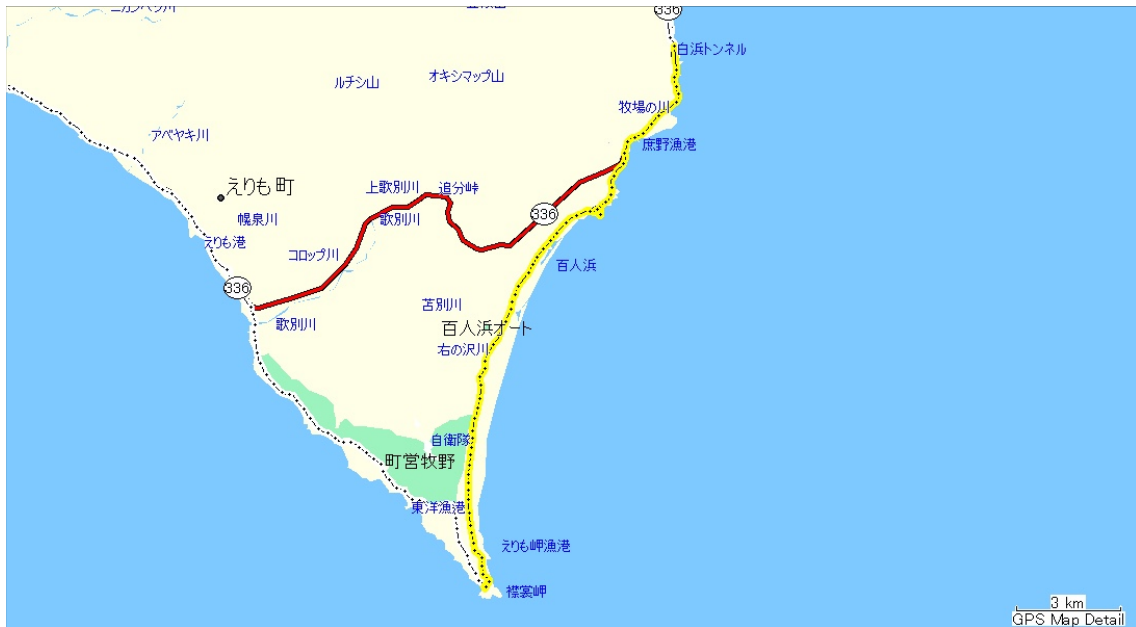 336
白浜トンネル
オキシマップ山
ルチシ山
牧場の川
アベヤキ川
庶野漁港
えりも町
上歌別川
追分峠
336
幌泉川
歌別川
えりも港
コロップ川
百人浜
336
苫別川
歌別川
百人浜オート
右の沢川
自衛隊
町営牧野
東洋漁港
えりも岬漁港
襟裳岬
3 km
GPS Map Detail